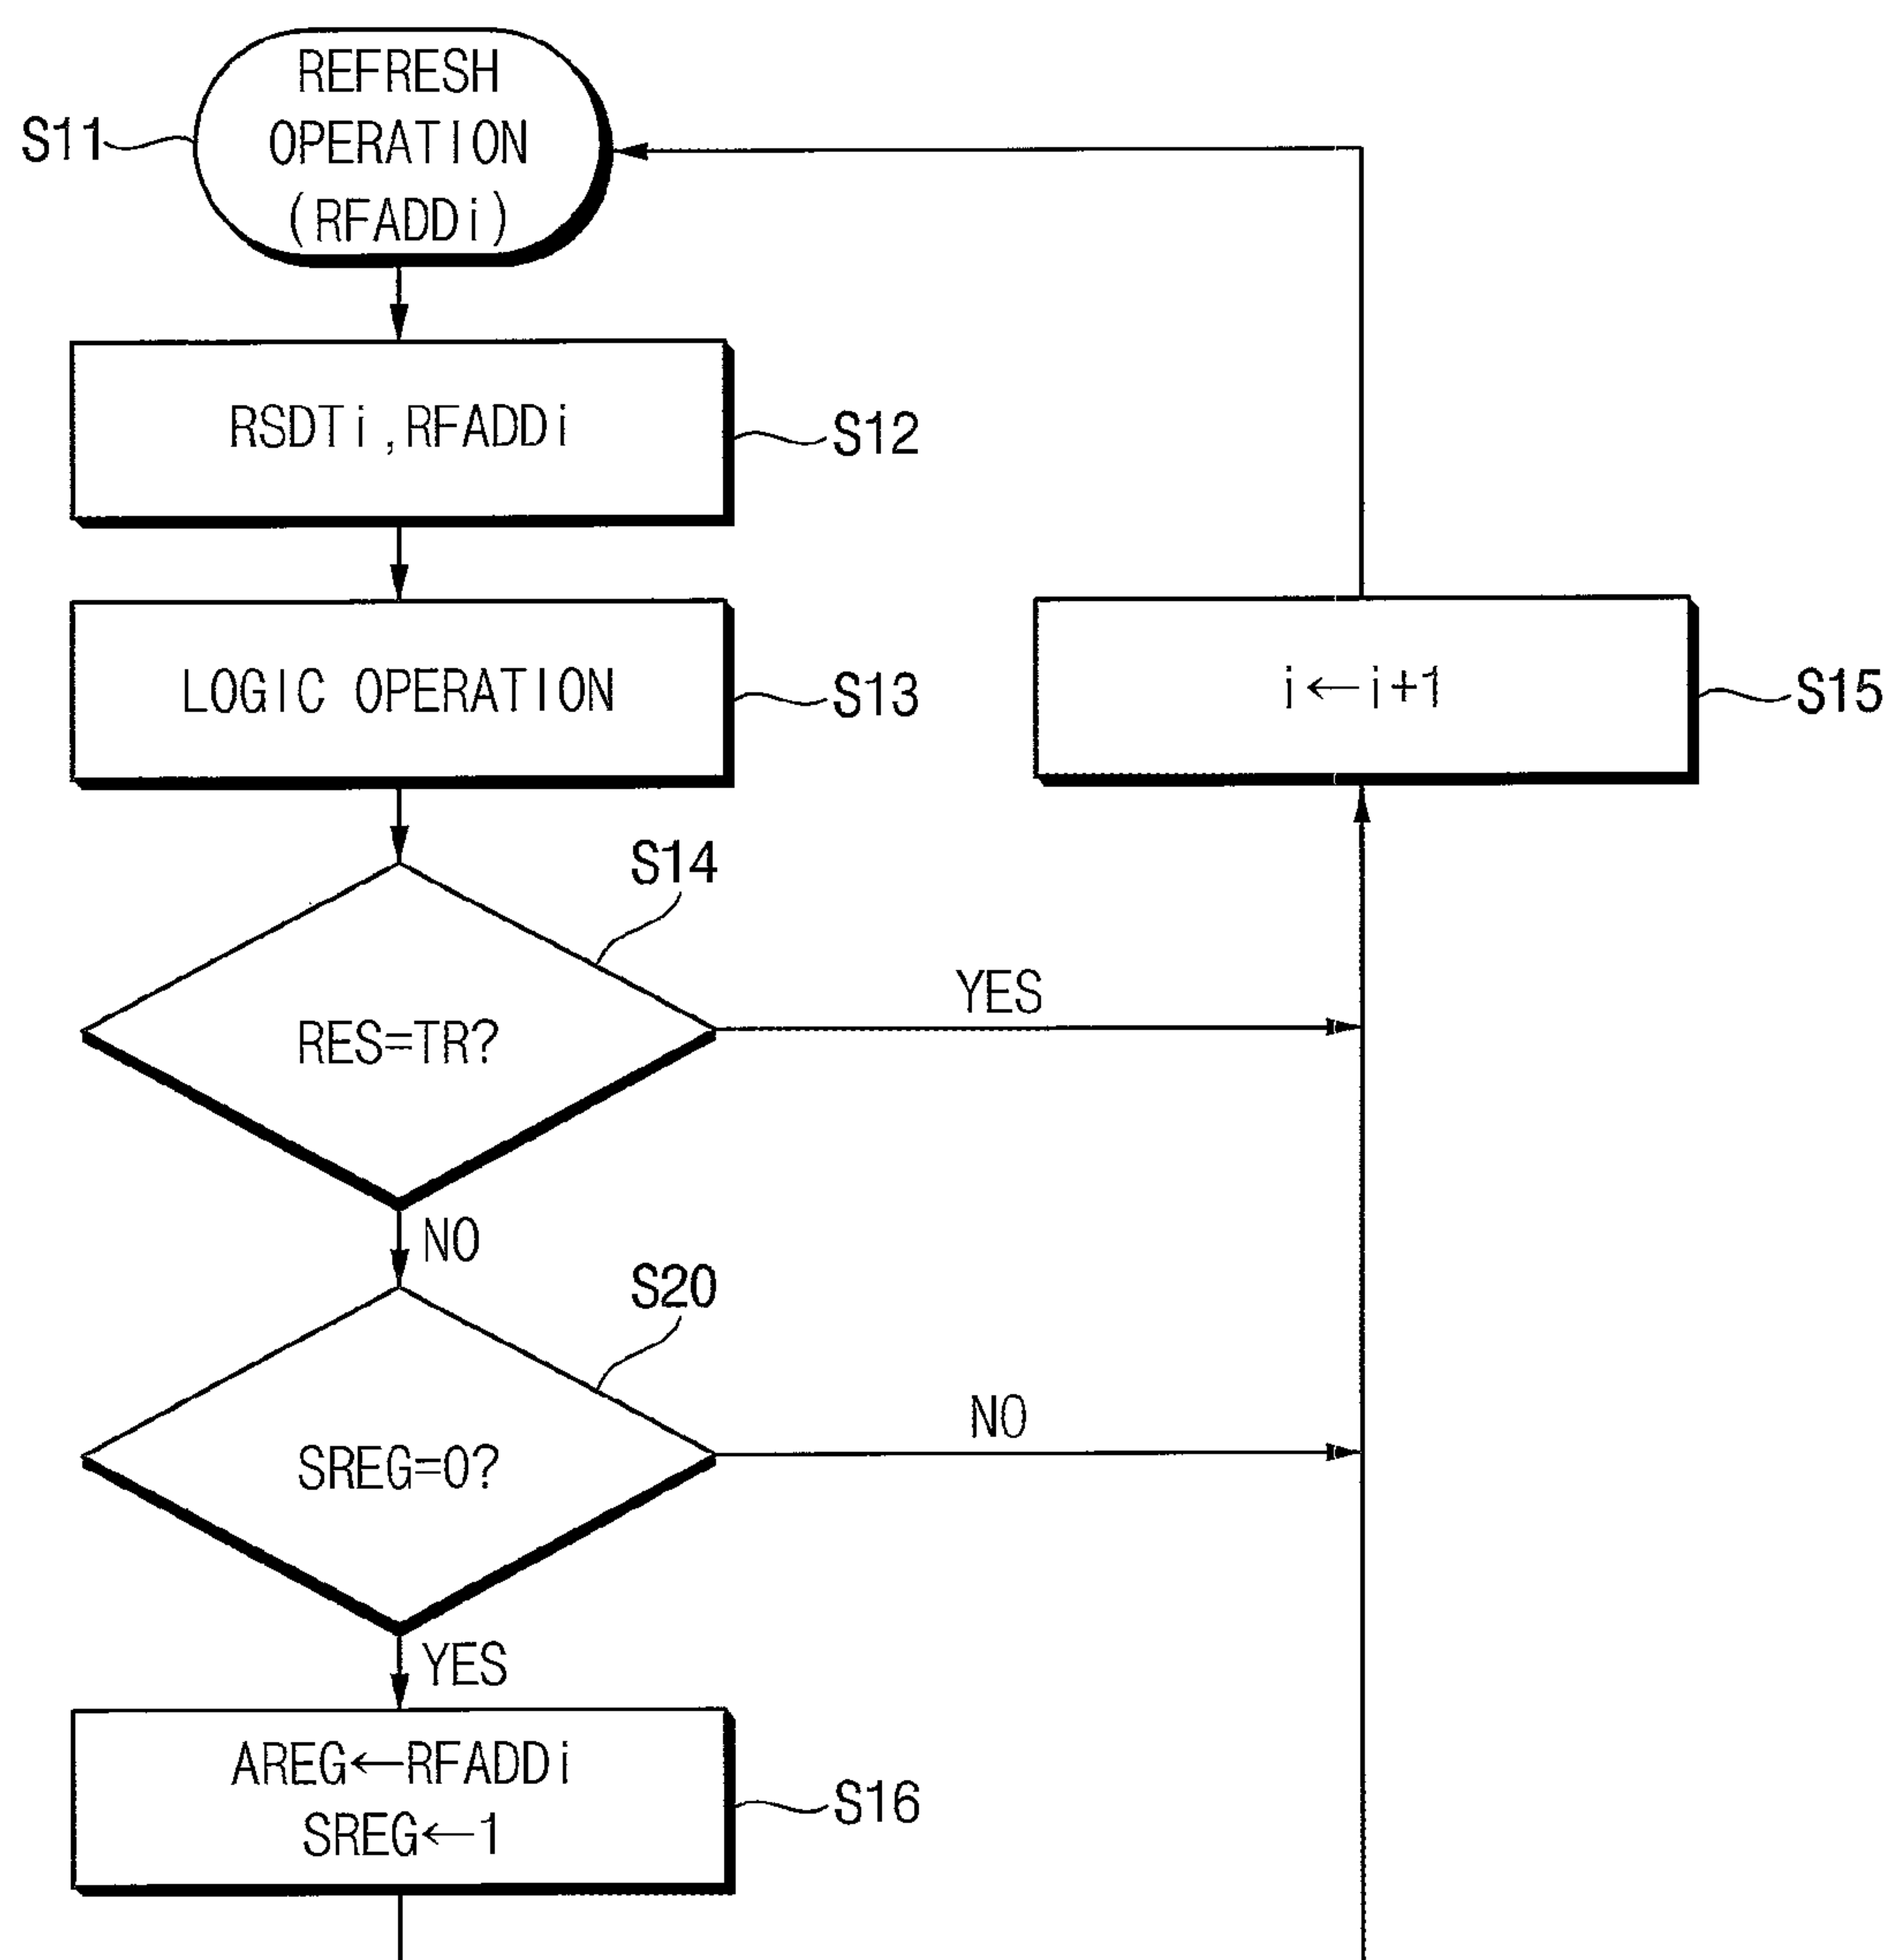 REFRESH
OPERATION
(RFADDi)
S11
RSDTi,RFADDi
S12
LOGIC OPERATION
S13
i←i+1
S15
S14
RES=TR?
YES
NO
S20
SREG=0?
NO
YES
AREG←RFADDi
SREG←1
S16